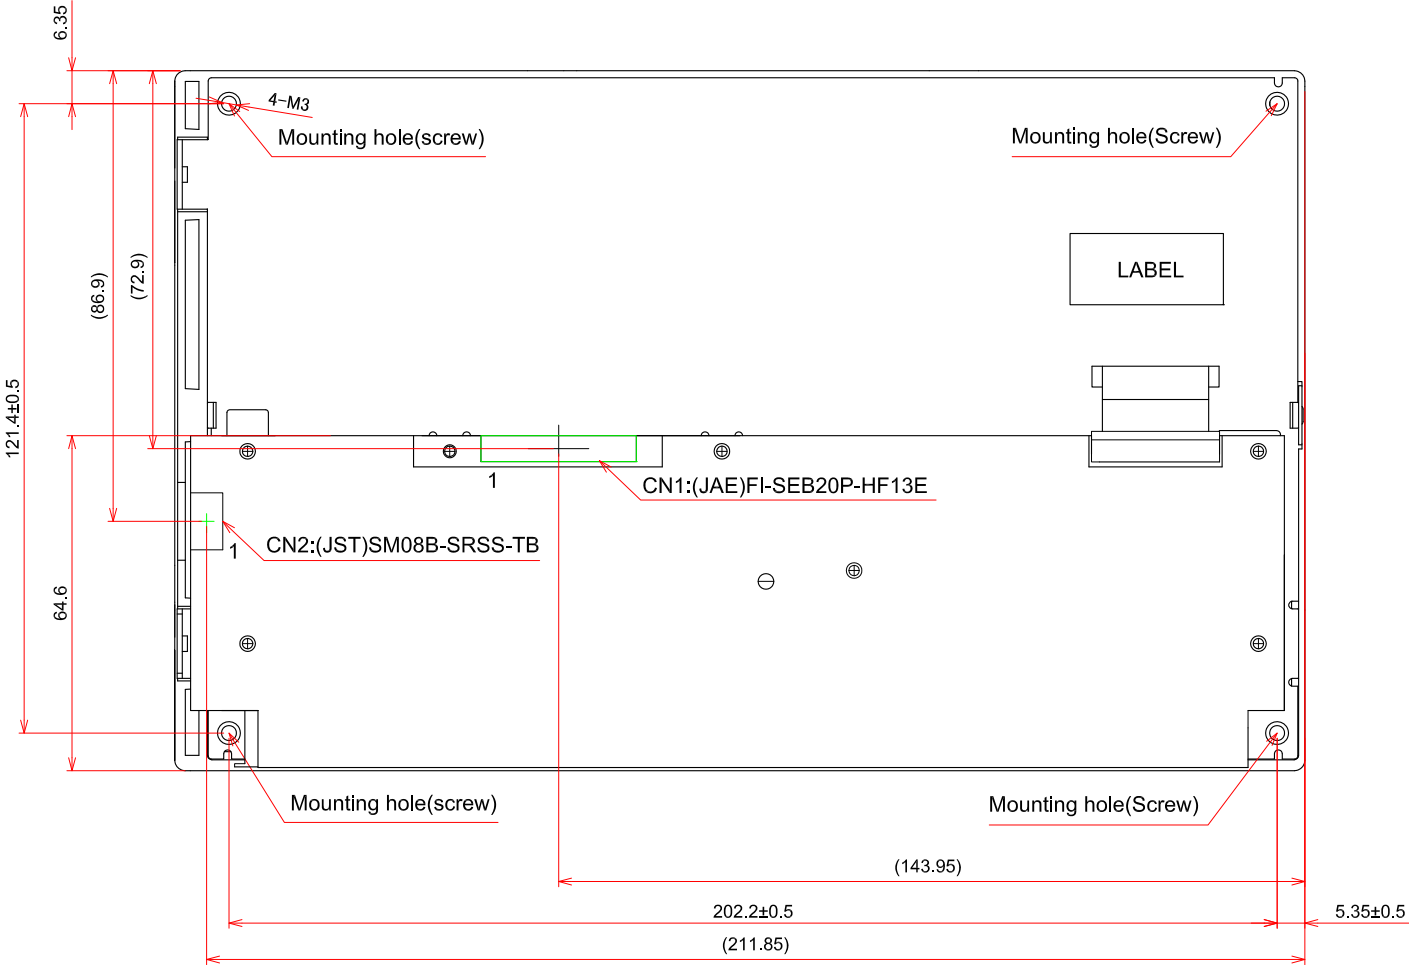 6.35
4-M3
Mounting hole(screw)
Mounting hole(Screw)
LABEL
(86.9)
(72.9)
121.4±0.5
64.6
1
CN1:(JAE)FI-SEB20P-HF13E
1
CN2:(JST)SM08B-SRSS-TB
Mounting hole(screw)
Mounting hole(Screw)
(143.95)
202.2±0.5
5.35±0.5
(211.85)